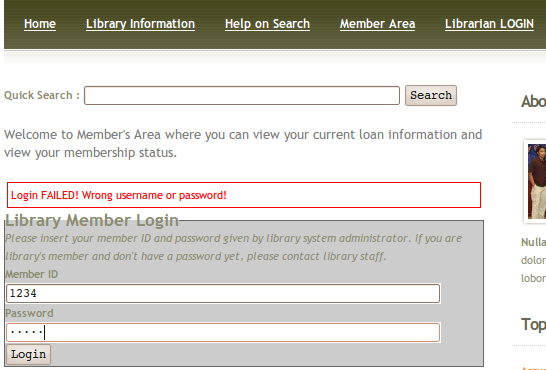 Home Library Information Help on Search Member Area Librarian LOGIN
Quick Search : Search
Abo
Welcome to Member's Area where you can view your current loan information and
view your membership status.
Login FAILED! Wrong username or password!
Library Member Login
Please insert your member ID and password given by library system administrator. If you are
library's member and don't have a password yet, please contact library staff.
Member ID
1234
Password
·····
Login
Nulla
dolor
lobor
Top